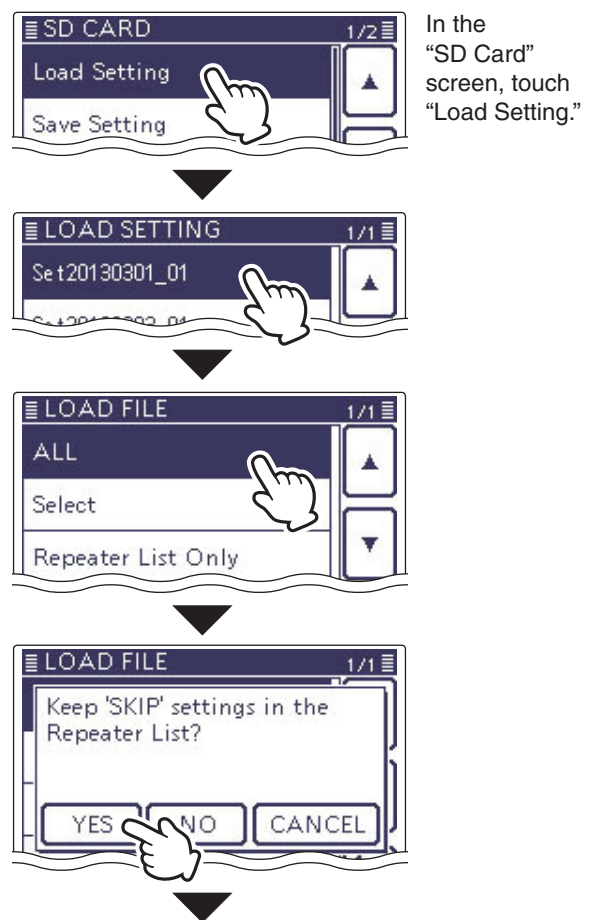 SD CARD 1/2
In the
“SD Card”
screen, touch
“Load Setting.”
Load Setting
Save Setting
LOAD SETTING 1/1
Set20130301_01
LOAD FILE 1/1
ALL
Select
Repeater List Only
LOAD FILE 1/1
Keep 'SKIP' settings in the
Repeater List?
YES NO CANCEL